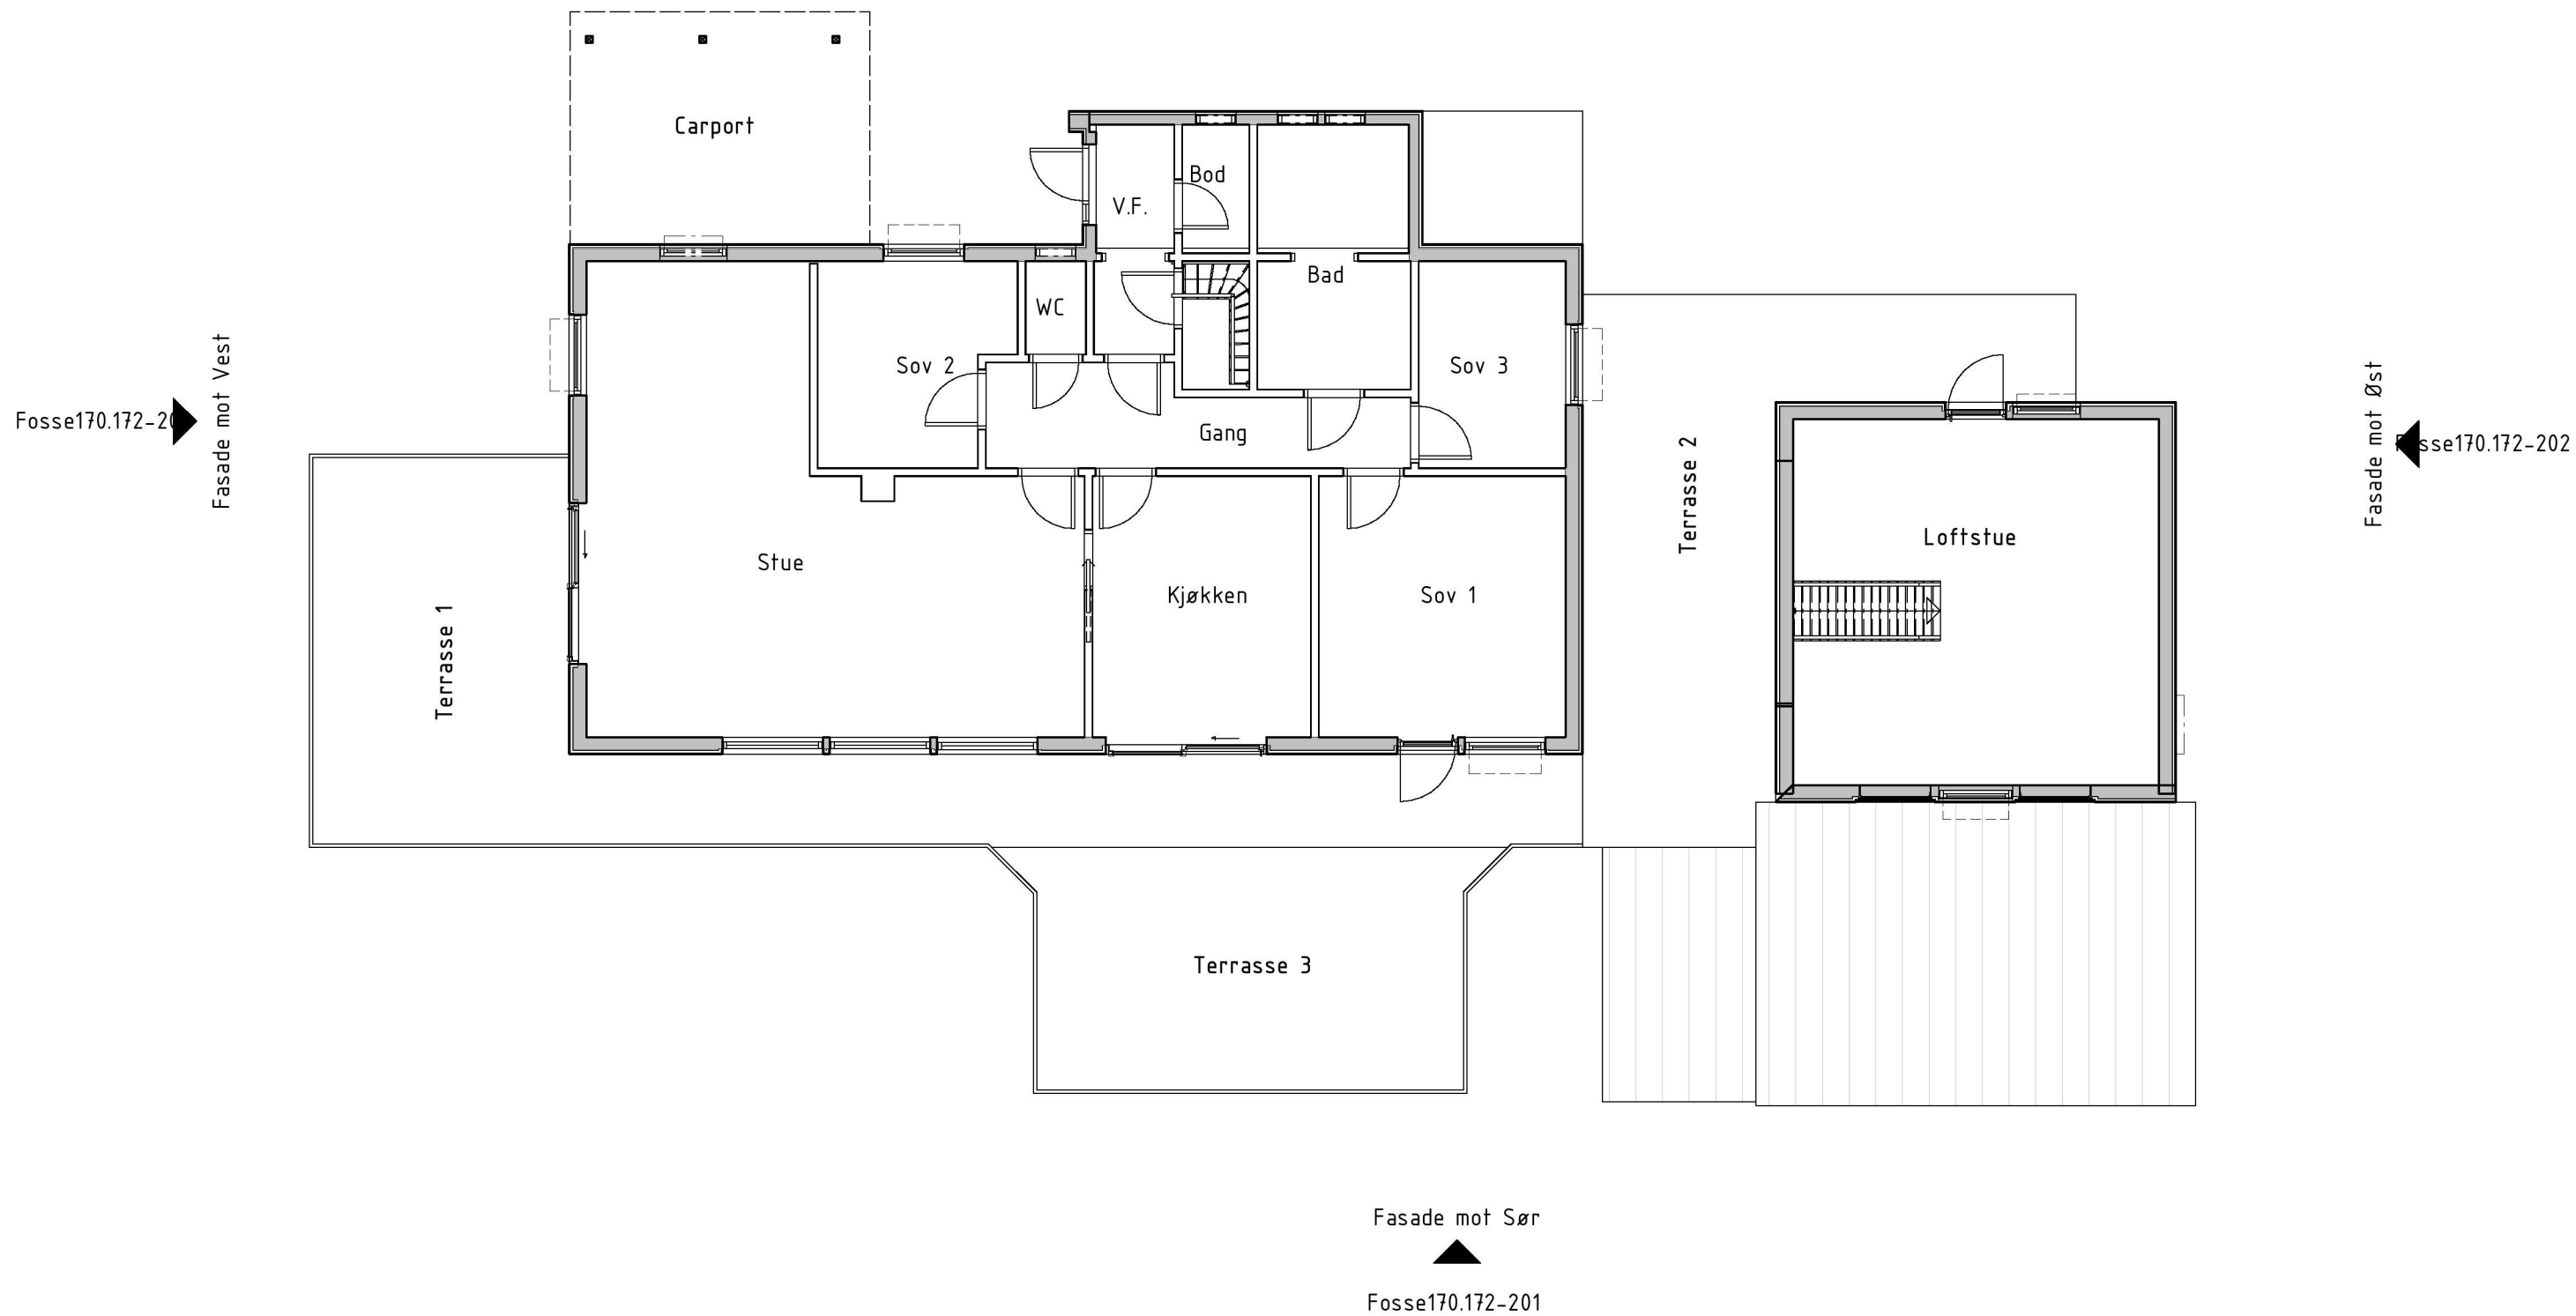 Carport
Bod
V.F.
Bad
WC
Sov 2
Sov 3
Fasade mot Vest
Fosse170.172-20
Gang
Fasade mot Øst
sse170.172-202
Terrasse 2
Loftstue
Stue
Kjøkken
Sov 1
Terrasse 1
Terrasse 3
Fasade mot Sør
Fosse170.172-201